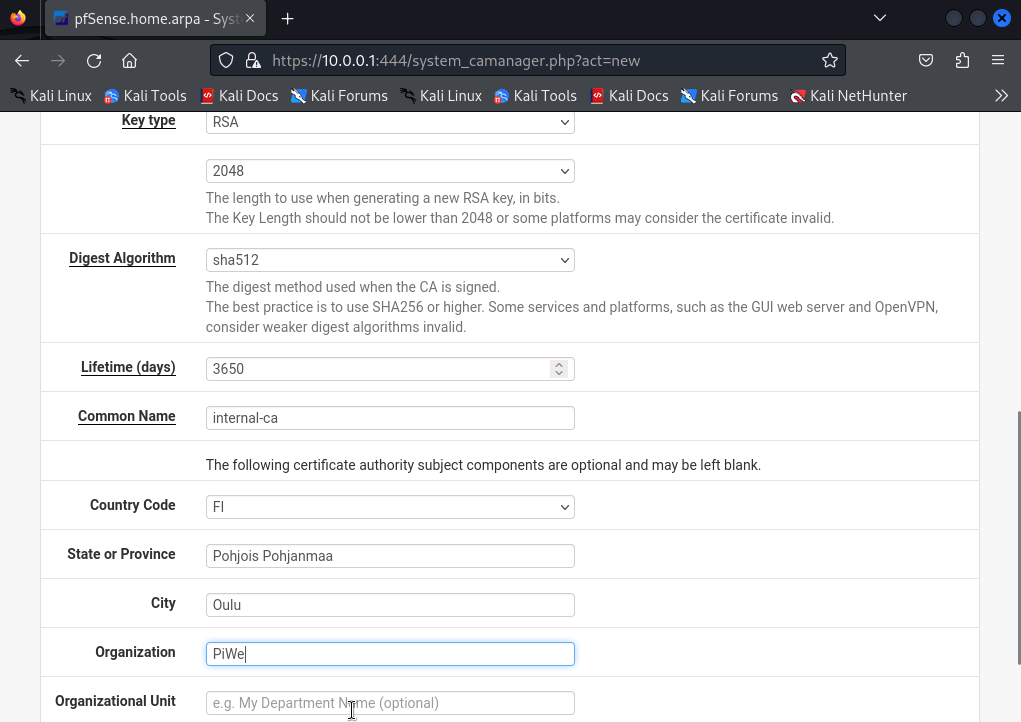 pfSense.home.arpa - Syst
https://10.0.0.1:444/system_camanager.php?act=new
Kali Linux Kali Tools Kali Docs Kali Forums Kali Linux Kali Tools Kali Docs Kali Forums Kali NetHunter
Key type RSA
2048
The length to use when generating a new RSA key, in bits.
The Key Length should not be lower than 2048 or some platforms may consider the certificate invalid.
Digest Algorithm sha512
The digest method used when the CA is signed.
The best practice is to use SHA256 or higher. Some services and platforms, such as the GUI web server and OpenVPN,
consider weaker digest algorithms invalid.
Lifetime (days) 3650
Common Name internal-ca
The following certificate authority subject components are optional and may be left blank.
Country Code FI
State or Province Pohjois Pohjanmaa
City Oulu
Organization PiWe
Organizational Unit e.g. My Department Name (optional)